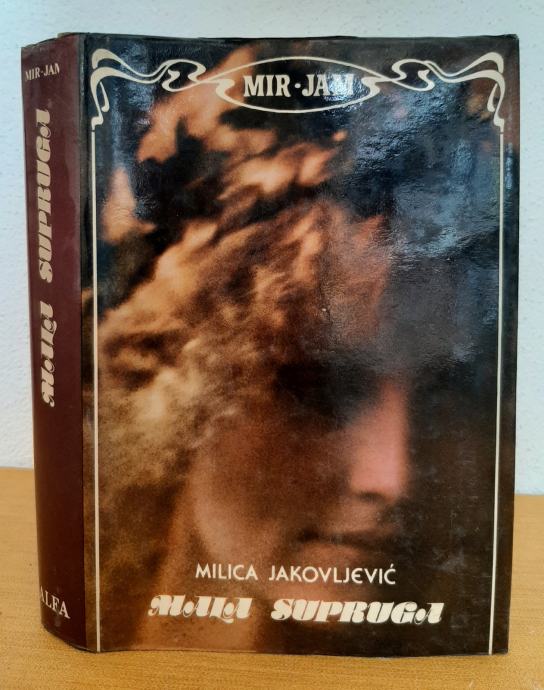 MIR-JAM
MALA SUPRUGA
ALFA
MIR·JAM
MILICA JAKOVLJEVIĆ
MALA SUPRUGA